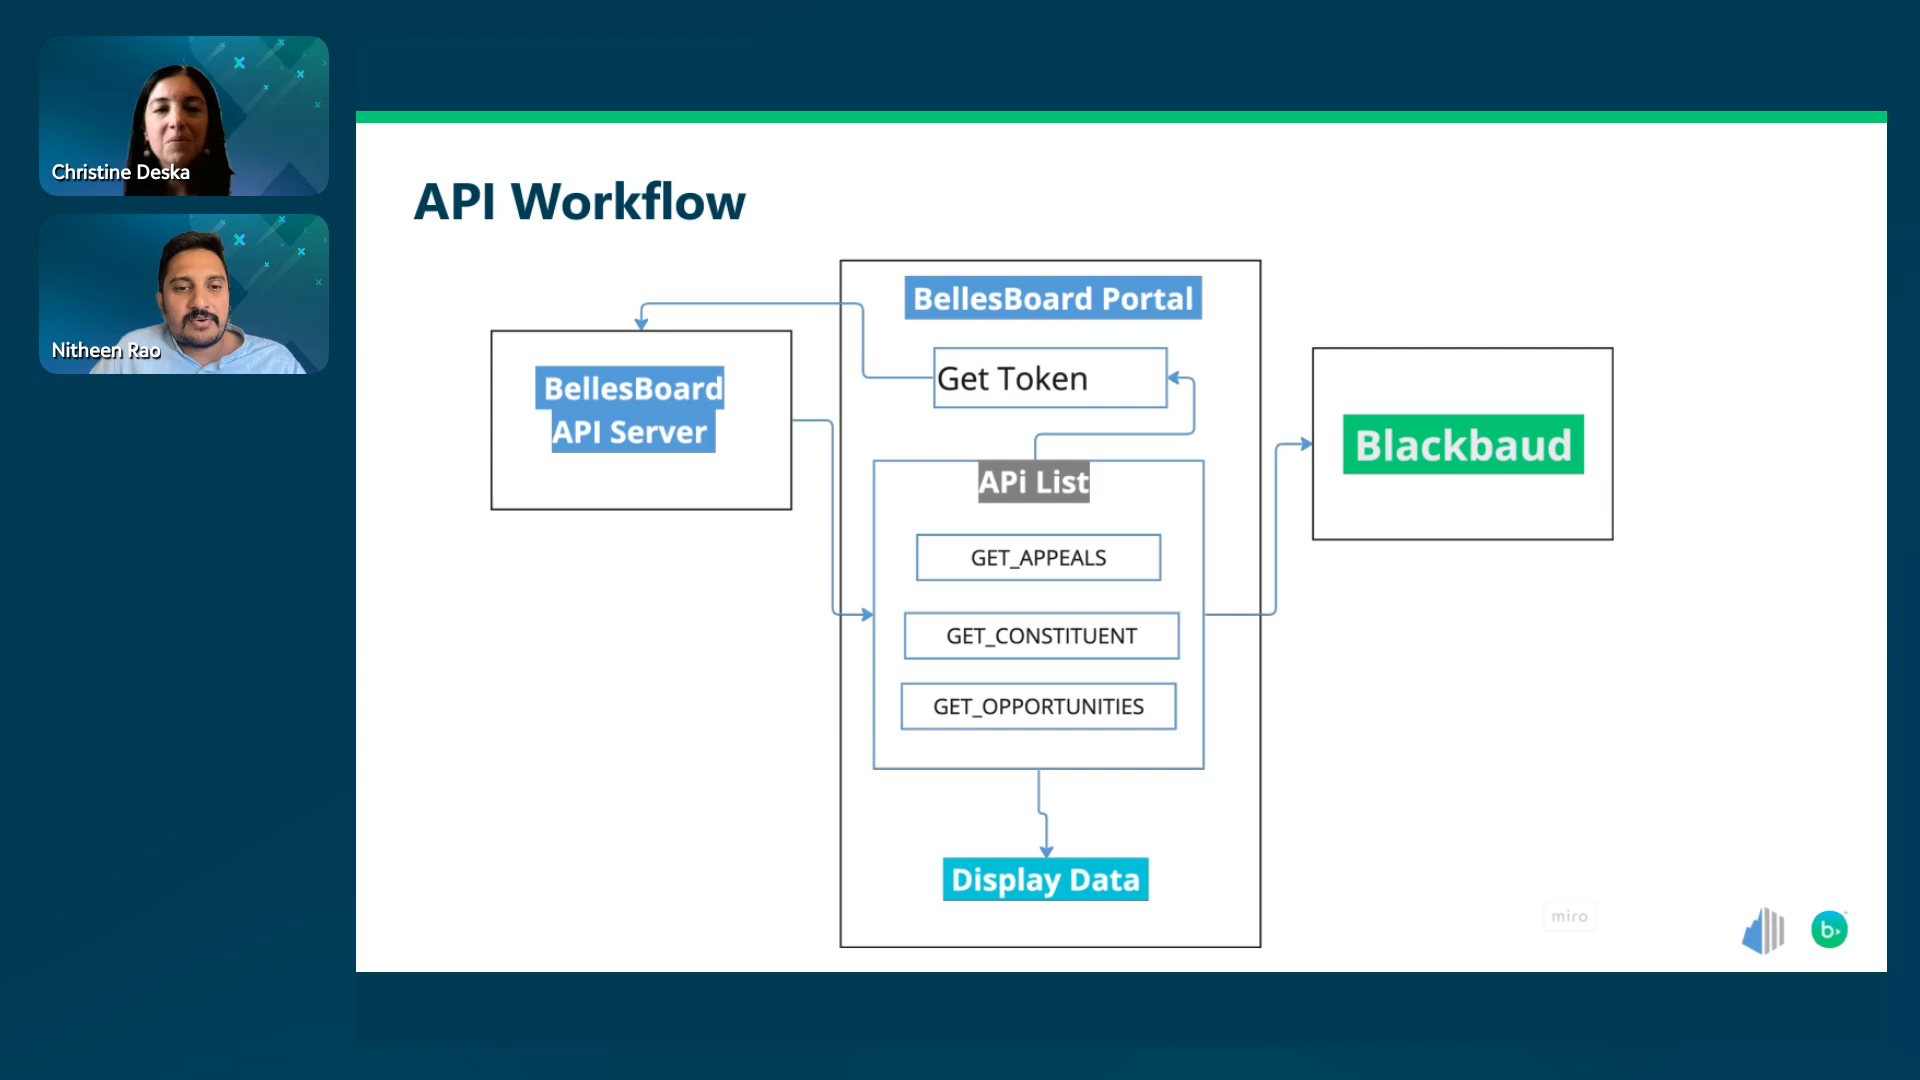 Christine Deska
Nitheen Rao
API Workflow
BellesBoard Portal
Get Token
BellesBoard
API Server
Blackbaud
APi List
GET_APPEALS
GET_CONSTITUENT
GET_OPPORTUNITIES
Display Data
miro
b